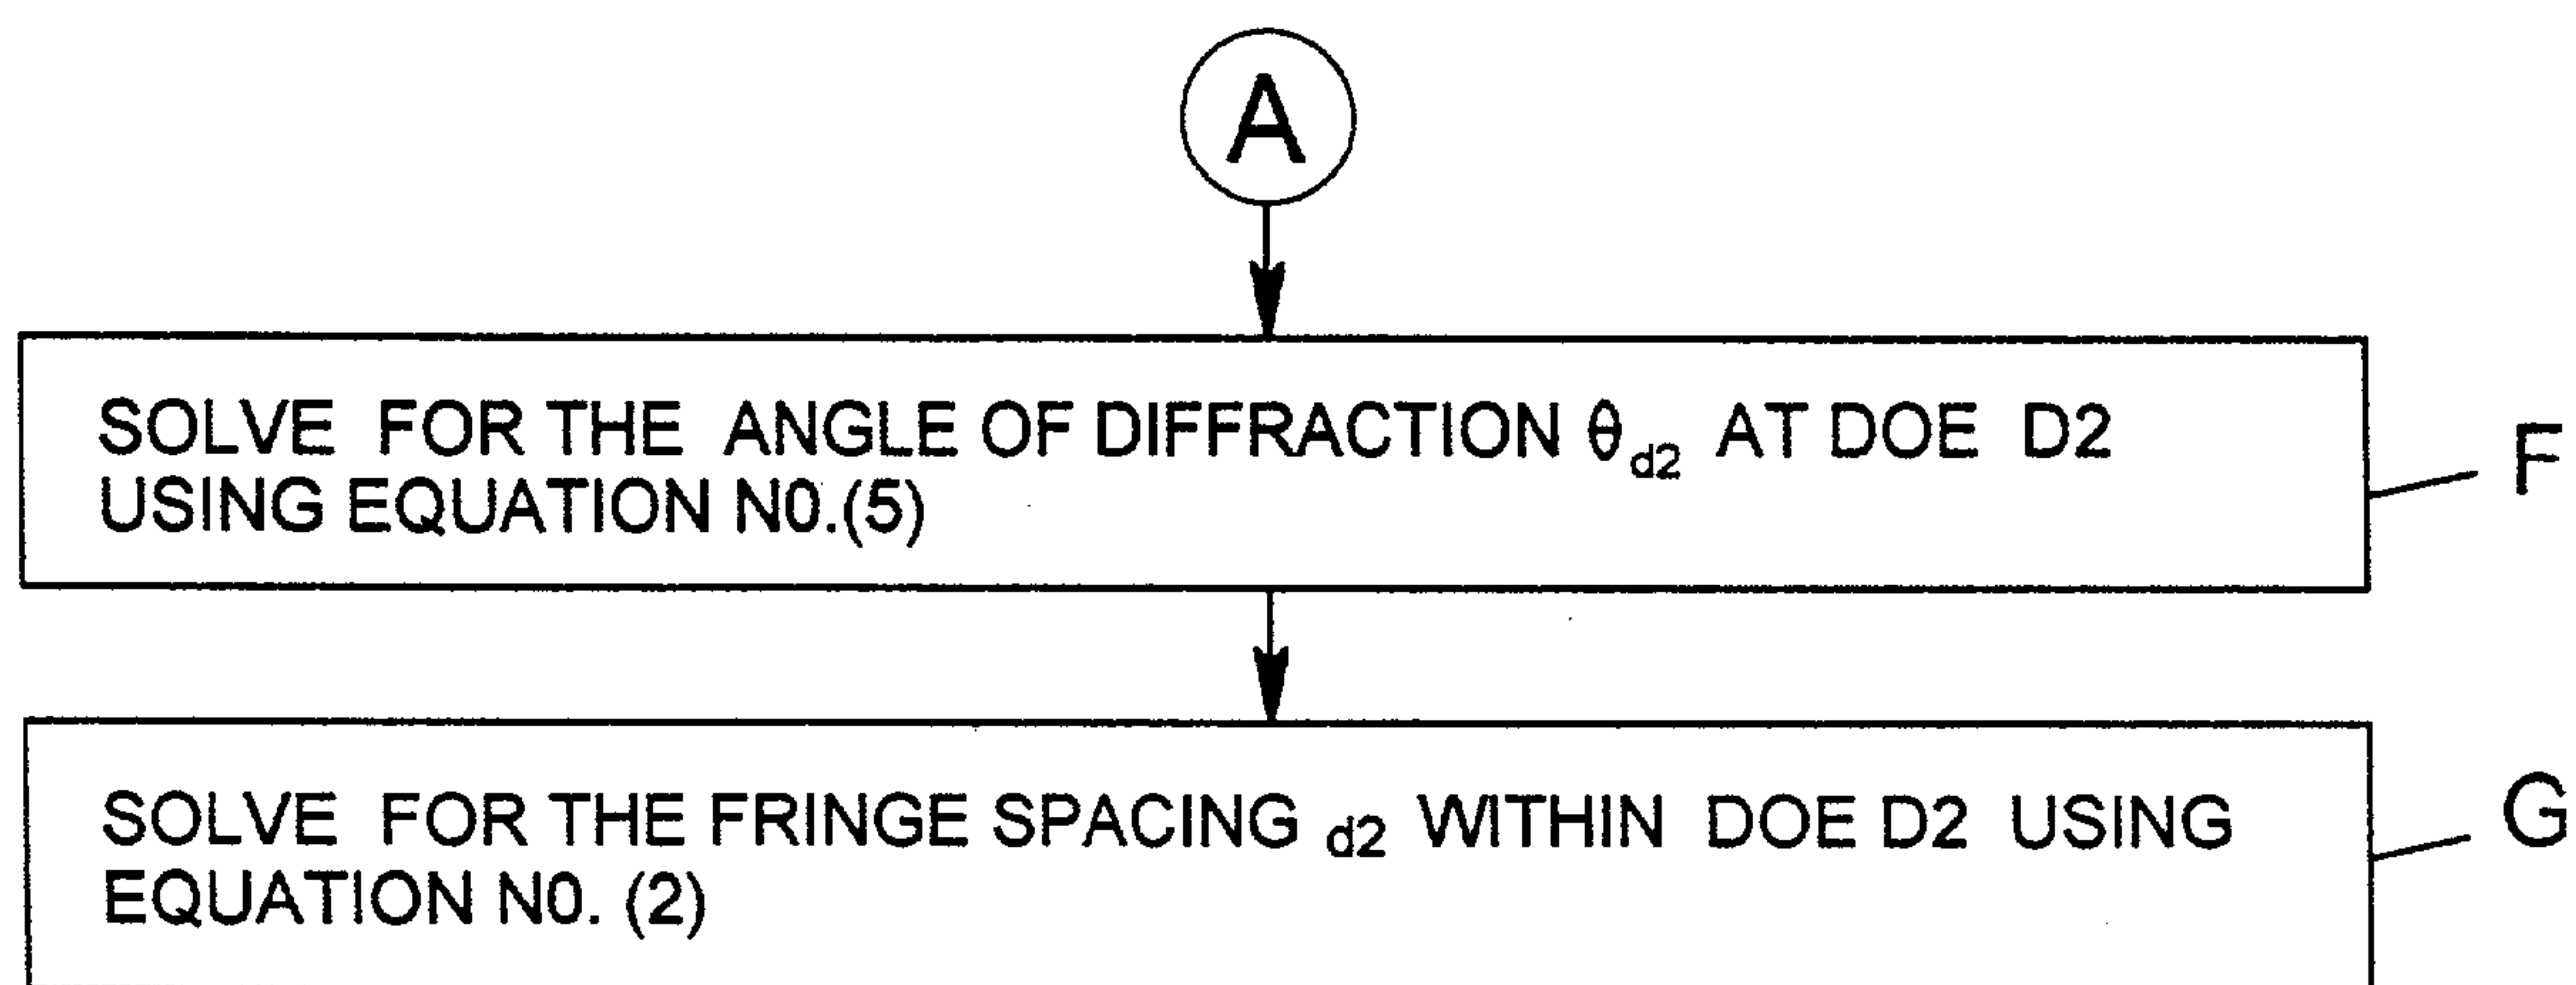 A
SOLVE FOR THE ANGLE OF DIFFRACTION θd2 AT DOE D2
USING EQUATION N0.(5)
F
SOLVE FOR THE FRINGE SPACING d2 WITHIN DOE D2 USING
EQUATION N0. (2)
G